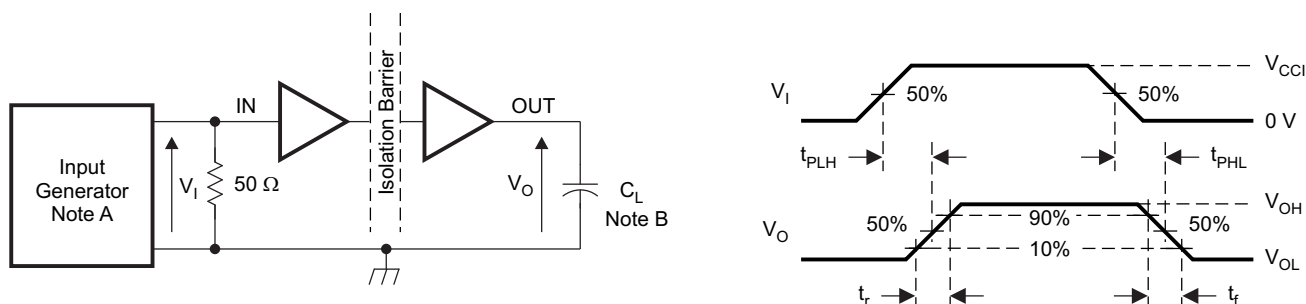 Input
Generator
Note A
V_I
50 Ω
IN
Isolation Barrier
OUT
V_O
C_L
Note B
V_I
50%
50%
V_CCI
0 V
t_PLH
t_PHL
V_O
50%
90%
10%
50%
V_OH
V_OL
t_r
t_f